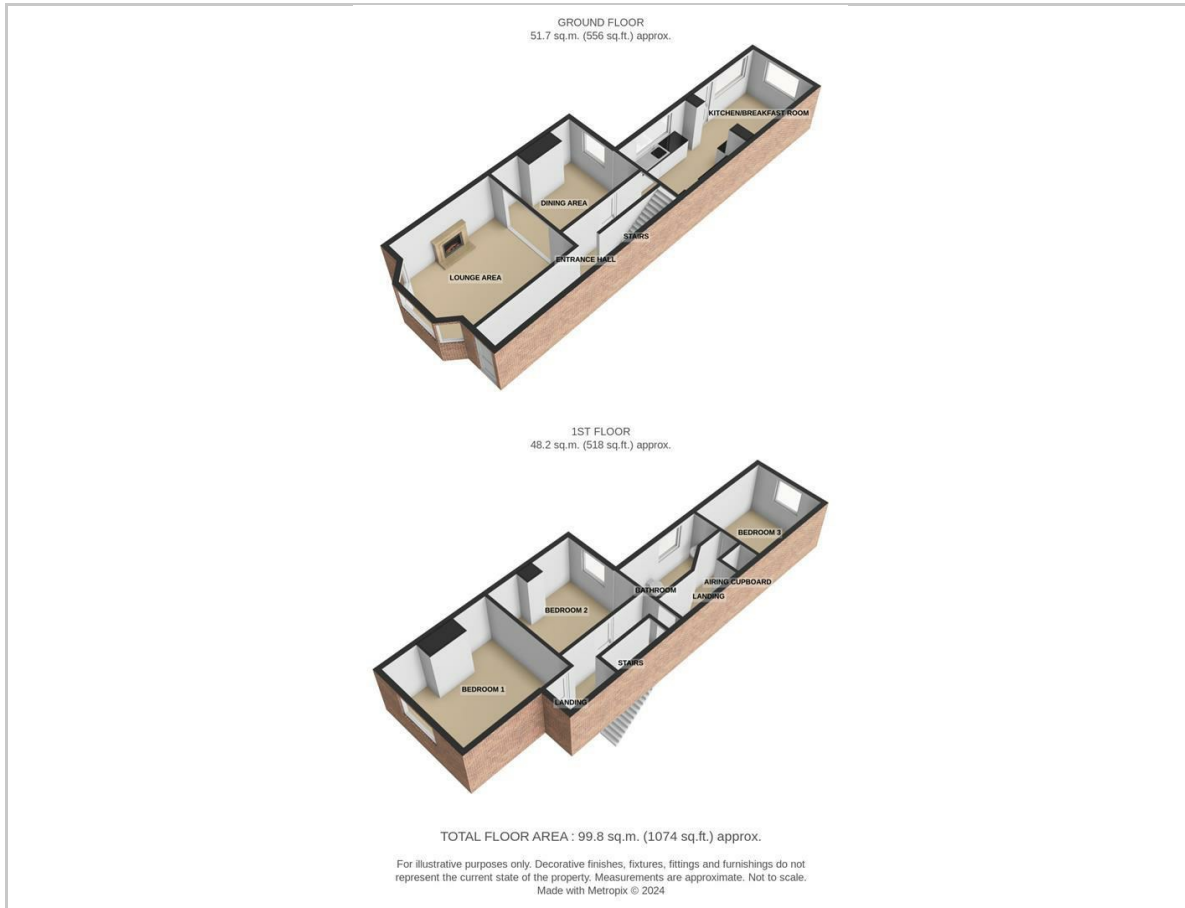 GROUND FLOOR
51.7 sq.m. (556 sq.ft.) approx.
KITCHEN/BREAKFAST ROOM
DINING AREA
STAIRS
ENTRANCE HALL
LOUNGE AREA
1ST FLOOR
48.2 sq.m. (518 sq.ft.) approx.
BEDROOM 3
AIRING CUPBOARD
BATHROOM
LANDING
BEDROOM 2
STAIRS
BEDROOM 1
LANDING
TOTAL FLOOR AREA : 99.8 sq.m. (1074 sq.ft.) approx.
For illustrative purposes only. Decorative finishes, fixtures, fittings and furnishings do not
represent the current state of the property. Measurements are approximate. Not to scale.
Made with Metropix © 2024